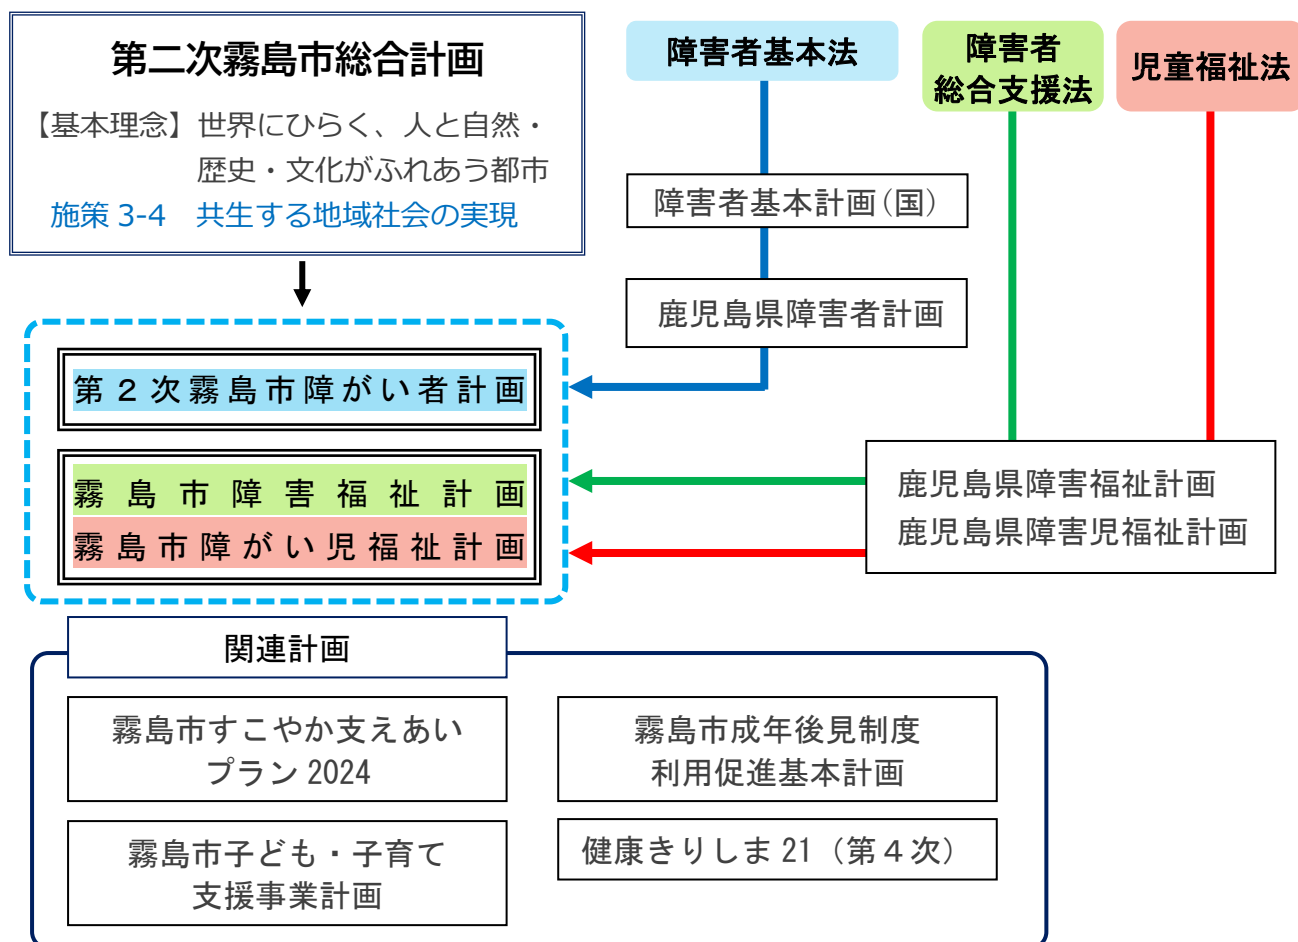 第二次霧島市総合計画
【基本理念】世界にひらく、人と自然・
歴史・文化がふれあう都市
施策 3-4　共生する地域社会の実現
障害者基本法
障害者
総合支援法
児童福祉法
障害者基本計画(国)
鹿児島県障害者計画
第２次霧島市障がい者計画
霧島市障害福祉計画
霧島市障がい児福祉計画
鹿児島県障害福祉計画
鹿児島県障害児福祉計画
関連計画
霧島市すこやか支えあい
プラン 2024
霧島市成年後見制度
利用促進基本計画
霧島市子ども・子育て
支援事業計画
健康きりしま 21（第４次）